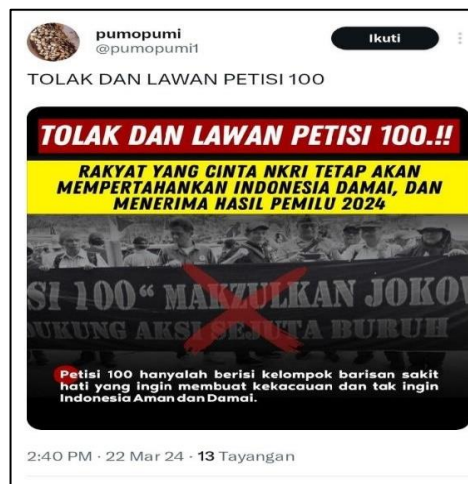 pumopumi
@pumopumi1
Ikuti
TOLAK DAN LAWAN PETISI 100
TOLAK DAN LAWAN PETISI 100.!!
RAKYAT YANG CINTA NKRI TETAP AKAN
MEMPERTAHANKAN INDONESIA DAMAI, DAN
MENERIMA HASIL PEMILU 2024
SI 100" MAKZULKAN JOKOW
DUKUNG AKSI SEJUTA BURUH
Petisi 100 hanyalah berisi kelompok barisan sakit
hati yang ingin membuat kekacauan dan tak ingin
Indonesia Aman dan Damai.
2:40 PM · 22 Mar 24 · 13 Tayangan